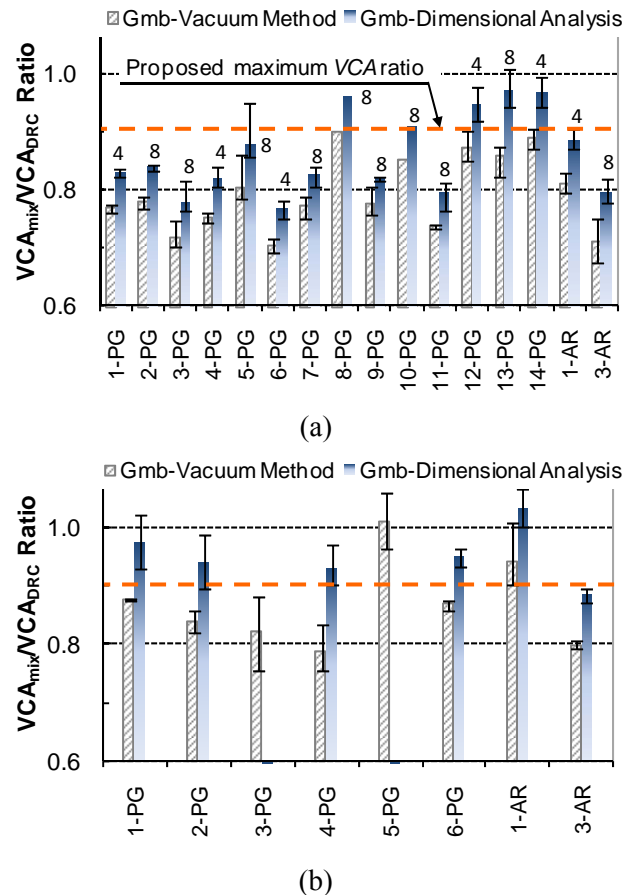 Gmb-Vacuum Method Gmb-Dimensional Analysis
VCAmix/VCADRC Ratio
1.0
0.8
0.6
Proposed maximum VCA ratio
4 8 8 4 8 4 8 8 8 8 8 4 8 4 4 8
1-PG 2-PG 3-PG 4-PG 5-PG 6-PG 7-PG 8-PG 9-PG 10-PG 11-PG 12-PG 13-PG 14-PG 1-AR 3-AR
(a)
Gmb-Vacuum Method Gmb-Dimensional Analysis
VCAmix/VCADRC Ratio
1.0
0.8
0.6
1-PG 2-PG 3-PG 4-PG 5-PG 6-PG 1-AR 3-AR
(b)